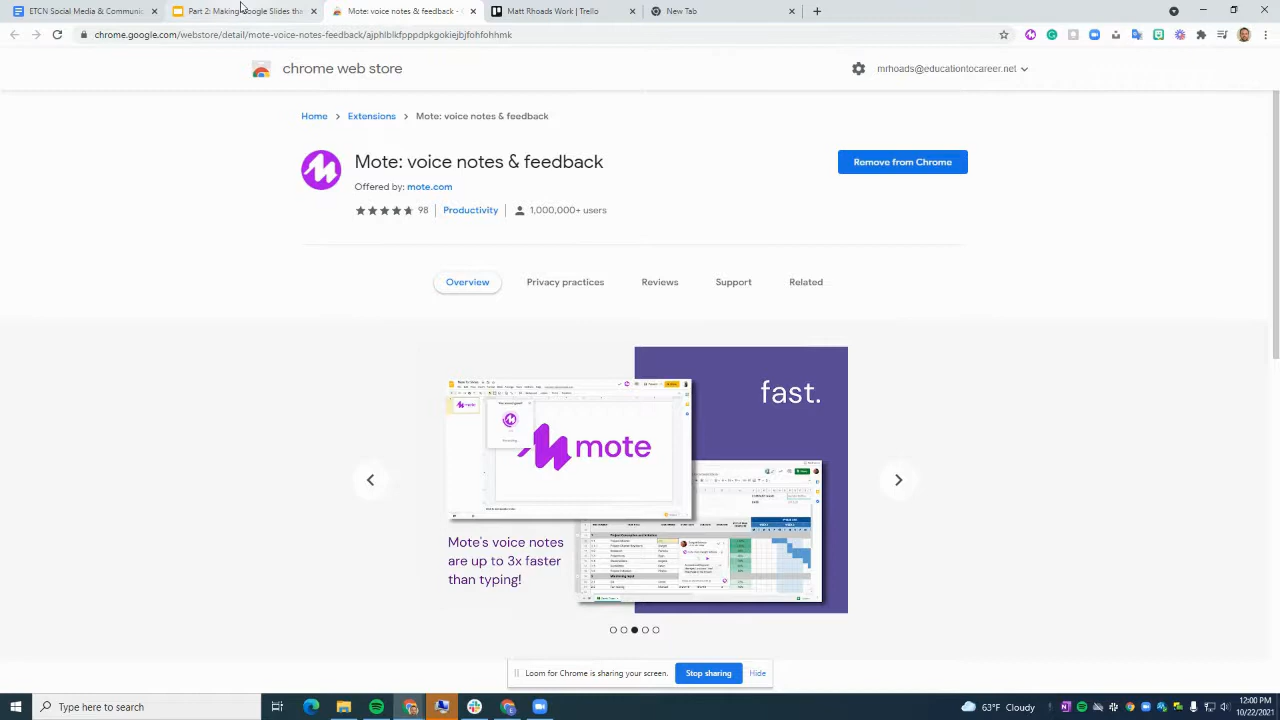 ETCN Social Media & Communic
Part 2: Making Google Slides tha
Mote: voice notes & feedback -
Matt Rhoads Work | Trello
New Tab
chrome.google.com/webstore/detail/mote-voice-notes-feedback/ajphlblkfpppdpkgokiejbjfohfohhmk
chrome web store
mrhoads@educationtocareer.net
Home
Extensions
Mote: voice notes & feedback
Mote: voice notes & feedback
Remove from Chrome
Offered by: mote.com
98
Productivity
1,000,000+ users
Overview
Privacy practices
Reviews
Support
Related
fast.
mote
Mote's voice notes
are up to 3x faster
than typing!
Loom for Chrome is sharing your screen.
Stop sharing
Hide
Type here to search
63°F Cloudy
12:00 PM
10/22/2021